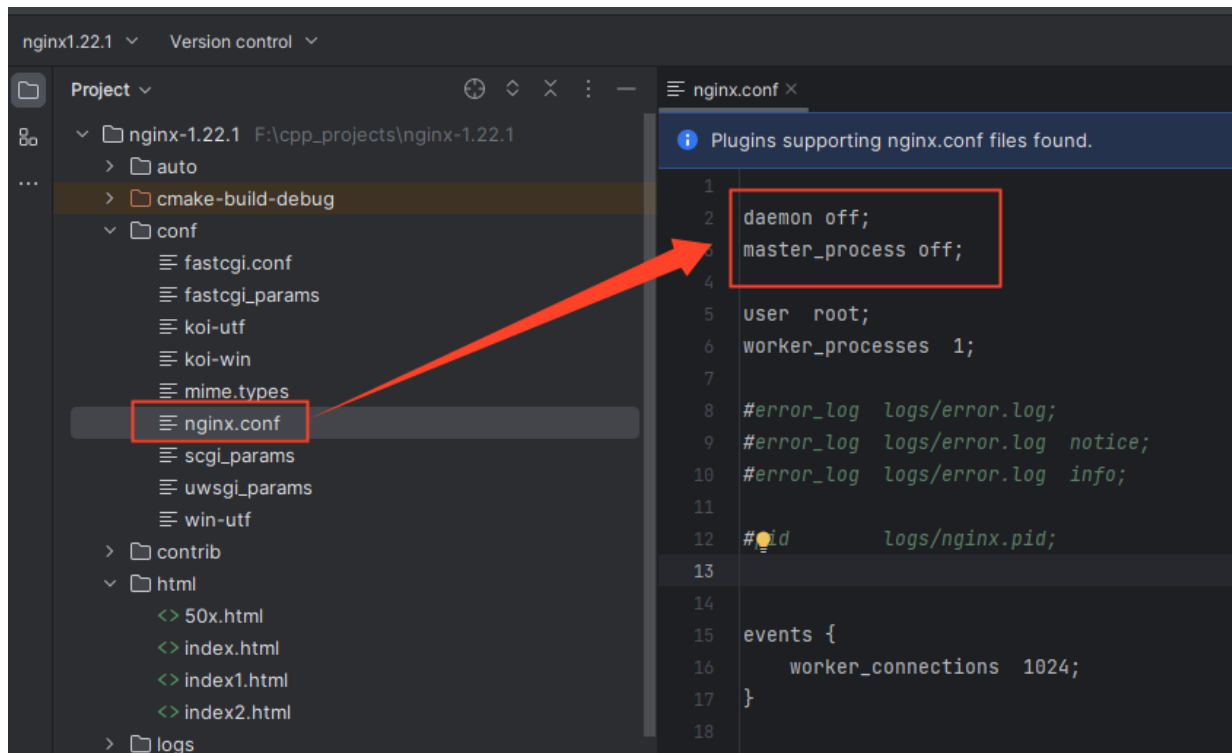 nginx1.22.1 Version control
Project
nginx-1.22.1 F:\cpp_projects\nginx-1.22.1
auto
cmake-build-debug
conf
fastcgi.conf
fastcgi_params
koi-utf
koi-win
mime.types
nginx.conf
scgi_params
uwsgi_params
win-utf
contrib
html
50x.html
index.html
index1.html
index2.html
logs
nginx.conf
Plugins supporting nginx.conf files found.
1
2 daemon off;
3 master_process off;
4
5 user  root;
6 worker_processes  1;
7
8 #error_log  logs/error.log;
9 #error_log  logs/error.log  notice;
10 #error_log  logs/error.log  info;
11
12 #pid        logs/nginx.pid;
13
14
15 events {
16     worker_connections  1024;
17 }
18